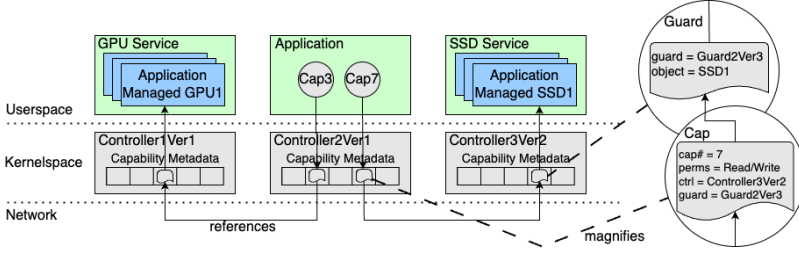 GPU Service
Application
Managed GPU1
Application
Cap3
Cap7
SSD Service
Application
Managed SSD1
Userspace
Kernelspace
Controller1Ver1
Capability Metadata
Controller2Ver1
Capability Metadata
Controller3Ver2
Capability Metadata
Network
references
magnifies
Guard
guard = Guard2Ver3
object = SSD1
Cap
cap# = 7
perms = Read/Write
ctrl = Controller3Ver2
guard = Guard2Ver3